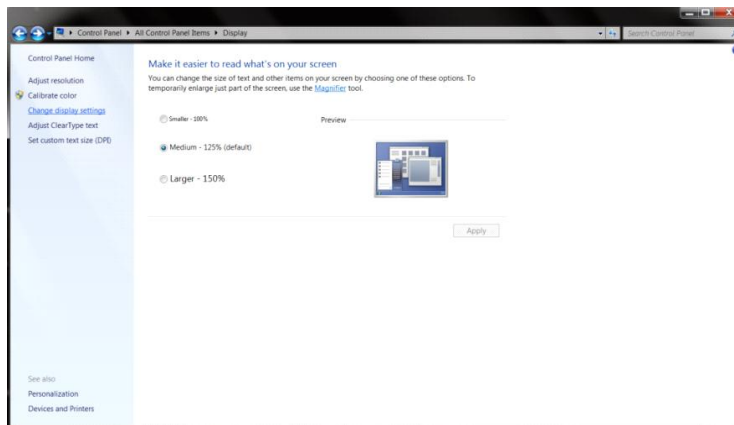 Control Panel ▸ All Control Panel Items ▸ Display
Search Control Panel
Control Panel Home
Adjust resolution
Calibrate color
Change display settings
Adjust ClearType text
Set custom text size (DPI)
See also
Personalization
Devices and Printers
Make it easier to read what's on your screen
You can change the size of text and other items on your screen by choosing one of these options. To
temporarily enlarge just part of the screen, use the Magnifier tool.
Smaller - 100%
Preview
Medium - 125% (default)
Larger - 150%
Apply